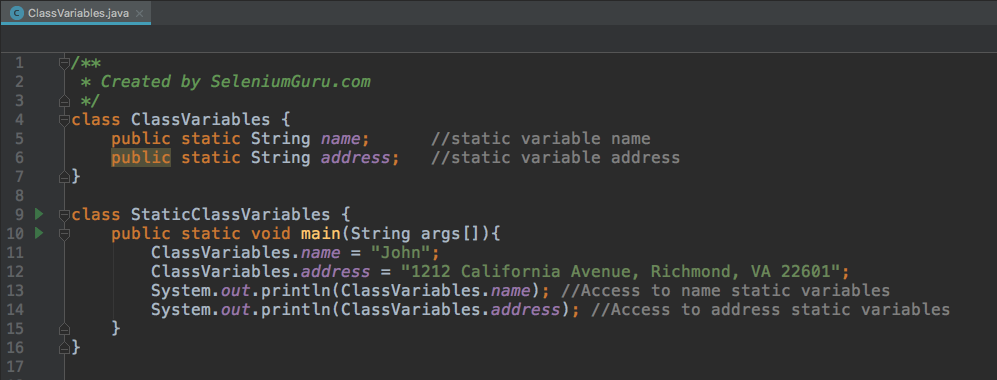 ClassVariables.java
1 /**
2  * Created by SeleniumGuru.com
3  */
4 class ClassVariables {
5     public static String name;      //static variable name
6     public static String address;   //static variable address
7 }
8
9 class StaticClassVariables {
10     public static void main(String args[]){
11         ClassVariables.name = "John";
12         ClassVariables.address = "1212 California Avenue, Richmond, VA 22601";
13         System.out.println(ClassVariables.name); //Access to name static variables
14         System.out.println(ClassVariables.address); //Access to address static variables
15     }
16 }
17